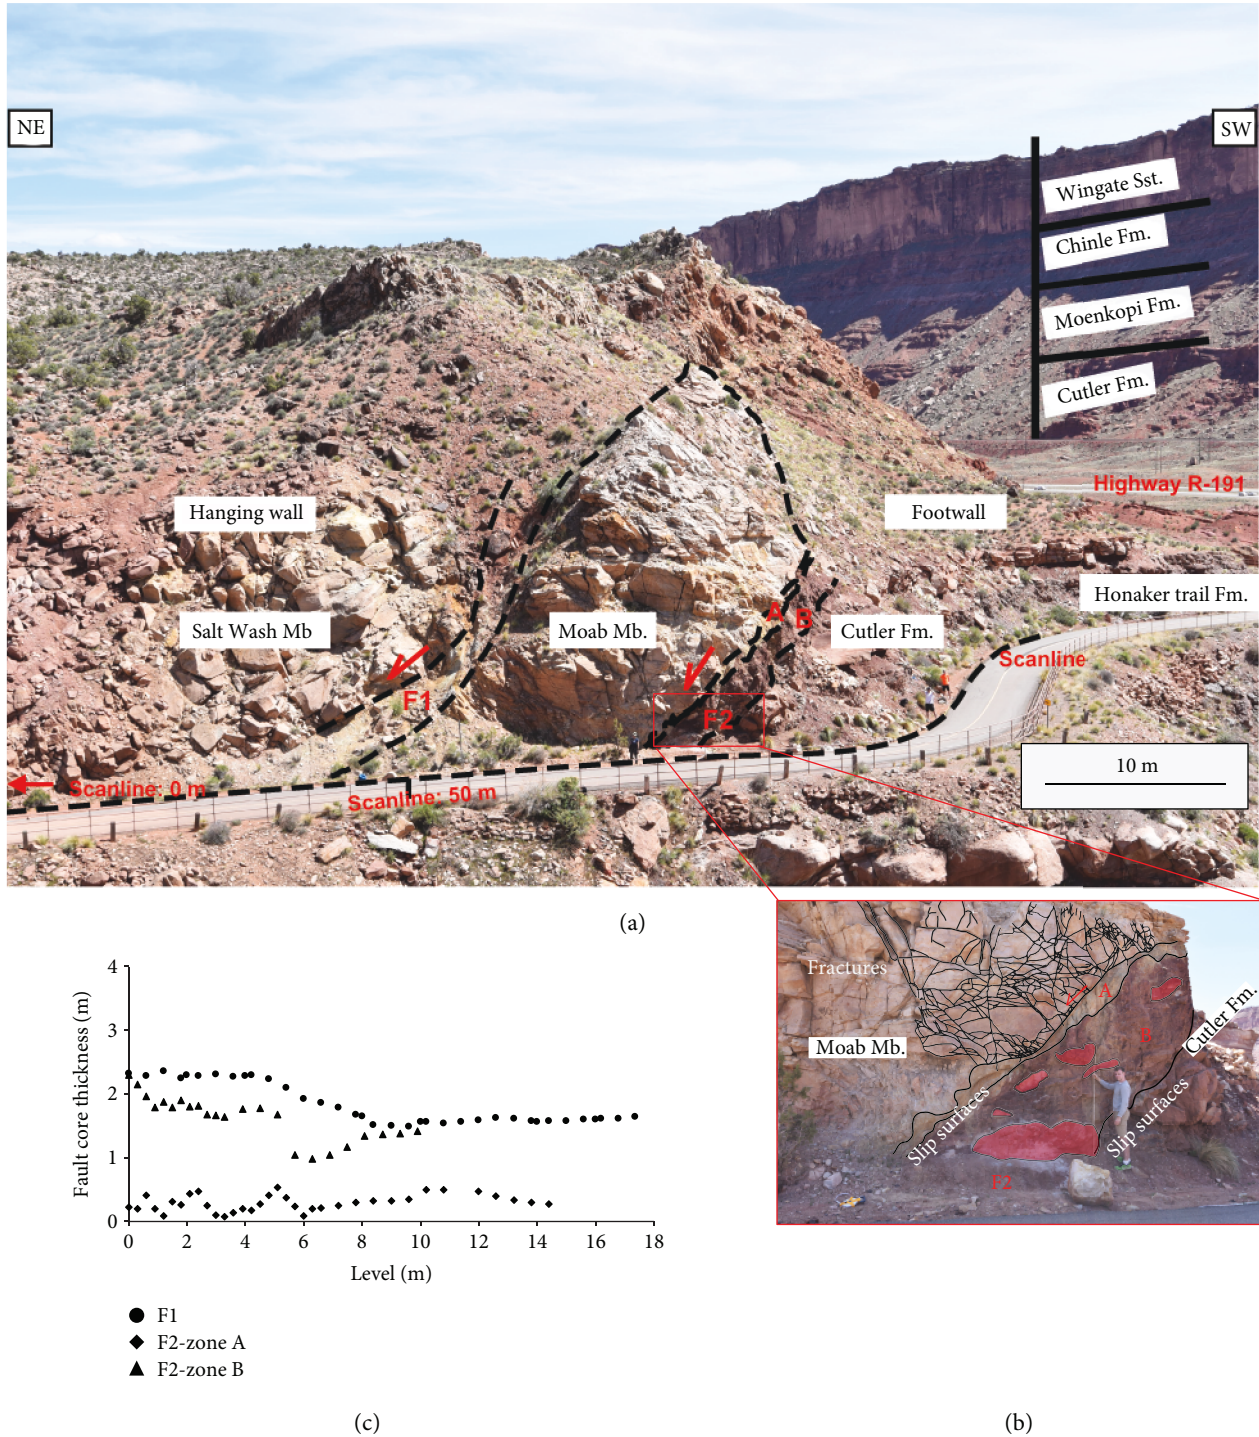 NE
SW
Wingate Sst.
Chinle Fm.
Moenkopi Fm.
Cutler Fm.
Highway R-191
Hanging wall
Footwall
Honaker trail Fm.
Salt Wash Mb
Moab Mb.
A
B
Cutler Fm.
Scanline
F1
F2
10 m
Scanline: 0 m
Scanline: 50 m
(a)
Fractures
A
B
Cutler Fm.
Moab Mb.
Slip surfaces
Slip surfaces
F2
(b)
Fault core thickness (m)
4
3
2
1
0
0
2
4
6
8
10
12
14
16
18
Level (m)
F1
F2-zone A
F2-zone B
(c)